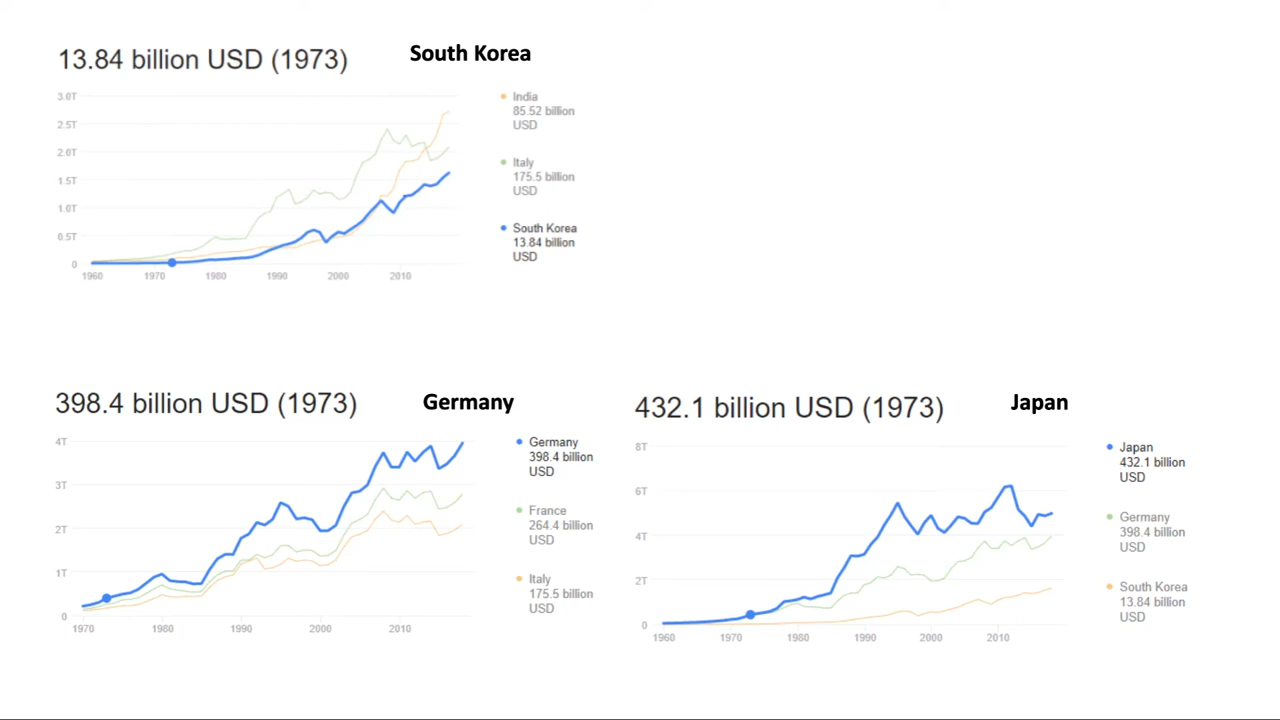 13.84 billion USD (1973)
South Korea
3.0T
2.5T
2.0T
1.5T
1.0T
0.5T
0
1960
1970
1980
1990
2000
2010
India
85.52 billion
USD
Italy
175.5 billion
USD
South Korea
13.84 billion
USD
398.4 billion USD (1973)
Germany
4T
3T
2T
1T
0
1970
1980
1990
2000
2010
Germany
398.4 billion
USD
France
264.4 billion
USD
Italy
175.5 billion
USD
432.1 billion USD (1973)
Japan
8T
6T
4T
2T
0
1960
1970
1980
1990
2000
2010
Japan
432.1 billion
USD
Germany
398.4 billion
USD
South Korea
13.84 billion
USD